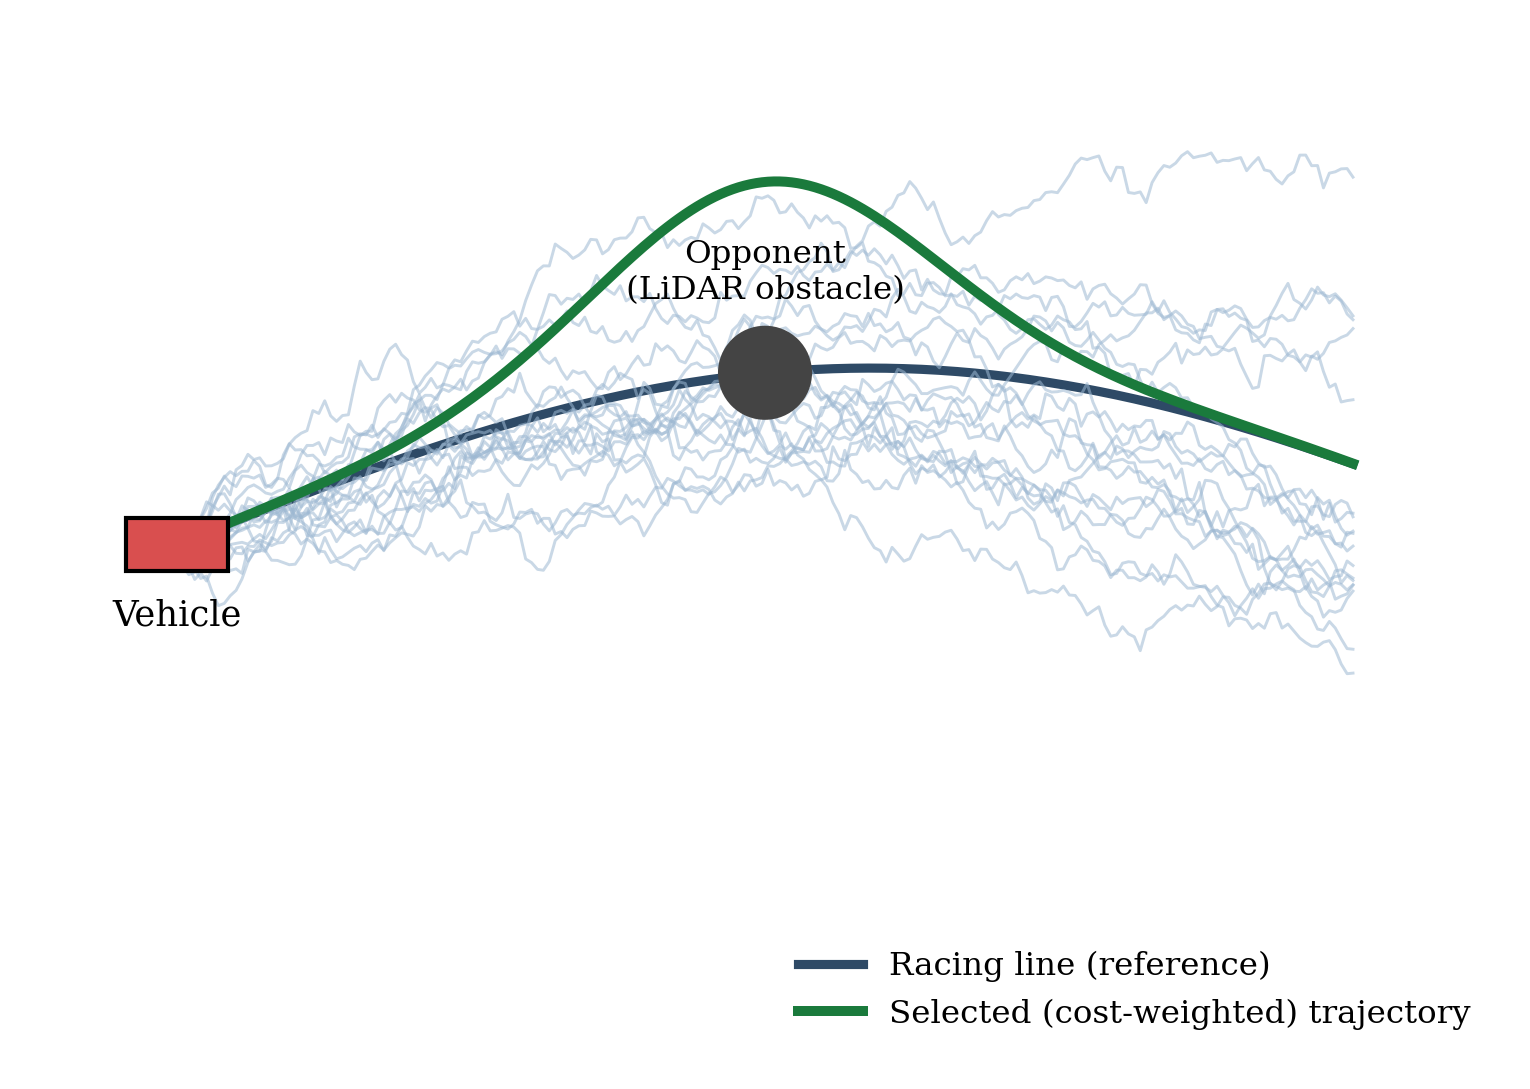 Opponent
(LiDAR obstacle)
Vehicle
Racing line (reference)
Selected (cost-weighted) trajectory